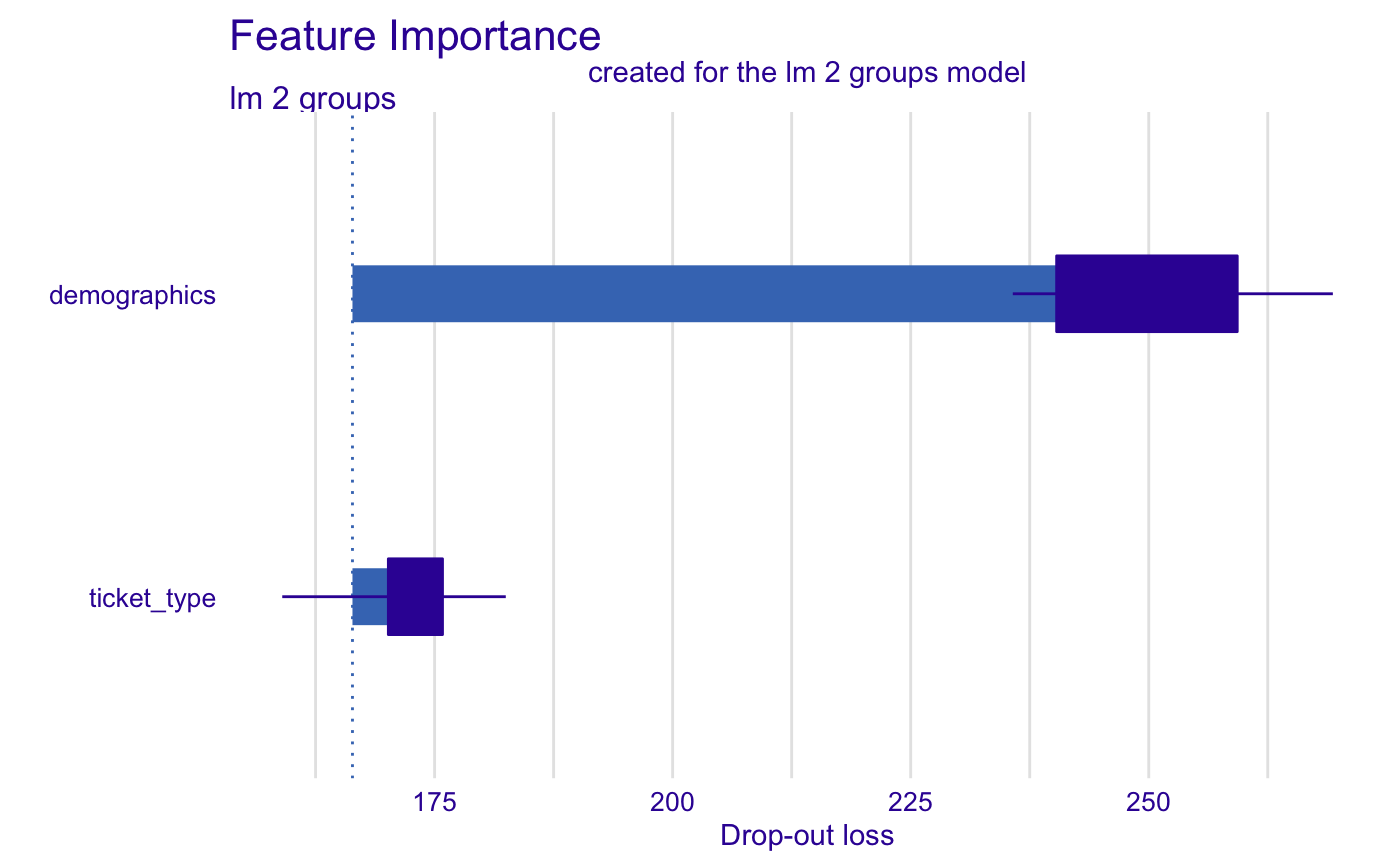 Feature Importance
created for the lm 2 groups model
lm 2 groups
demographics
ticket_type
175 200 225 250
Drop-out loss